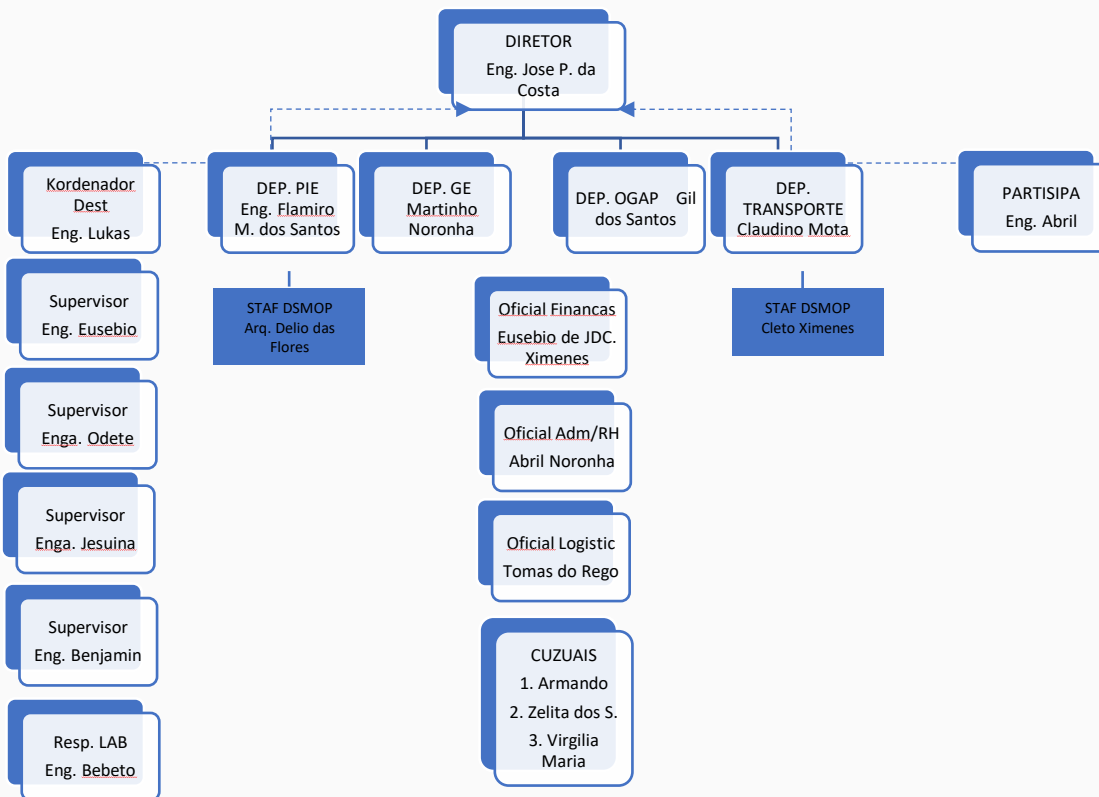 DIRETOR
Eng. Jose P. da
Costa
Kordenador
Dest
Eng. Lukas
DEP. PIE
Eng. Flamiro
M. dos Santos
DEP. GE
Martinho
Noronha
DEP. OGAP Gil
dos Santos
DEP.
TRANSPORTE
Claudino Mota
PARTISIPA
Eng. Abril
Supervisor
Eng. Eusebio
STAF DSMOP
Arq. Delio das
Flores
Oficial Financas
Eusebio de JDC.
Ximenes
STAF DSMOP
Cleto Ximenes
Supervisor
Enga. Odete
Oficial Adm/RH
Abril Noronha
Supervisor
Enga. Jesuina
Oficial Logistic
Tomas do Rego
Supervisor
Eng. Benjamin
CUZUAIS
1. Armando
2. Zelita dos S.
3. Virgilia
Maria
Resp. LAB
Eng. Bebeto